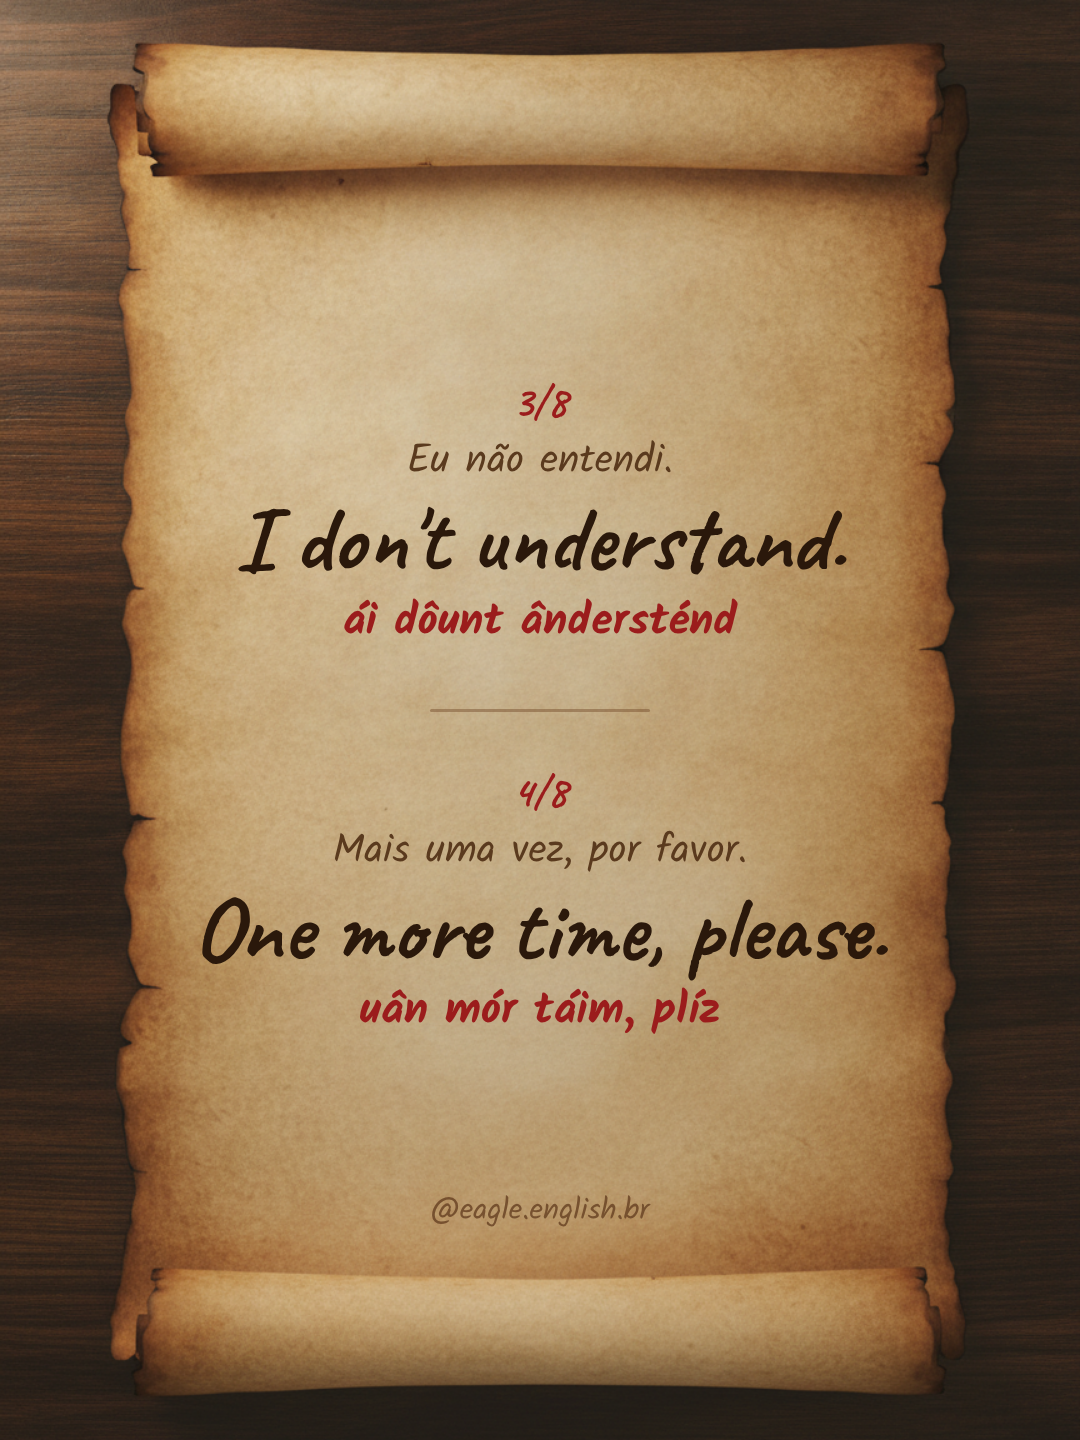 3/8
Eu não entendi.
I don't understand.
ái dôunt ândersténd
4/8
Mais uma vez, por favor.
One more time, please.
uân mór táim, plíz
@eagle.english.br